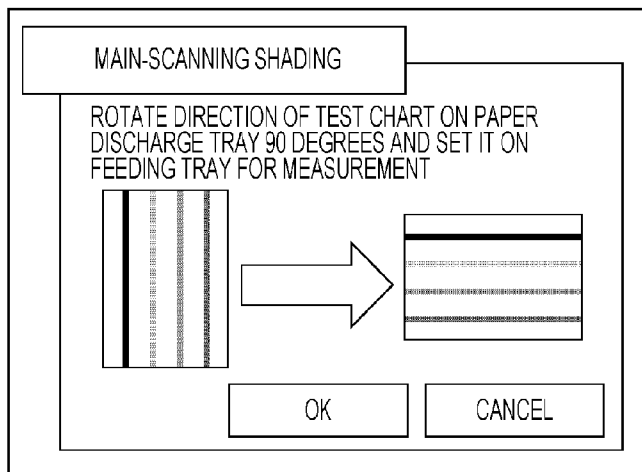 MAIN-SCANNING SHADING
ROTATE DIRECTION OF TEST CHART ON PAPER
DISCHARGE TRAY 90 DEGREES AND SET IT ON
FEEDING TRAY FOR MEASUREMENT
OK
CANCEL